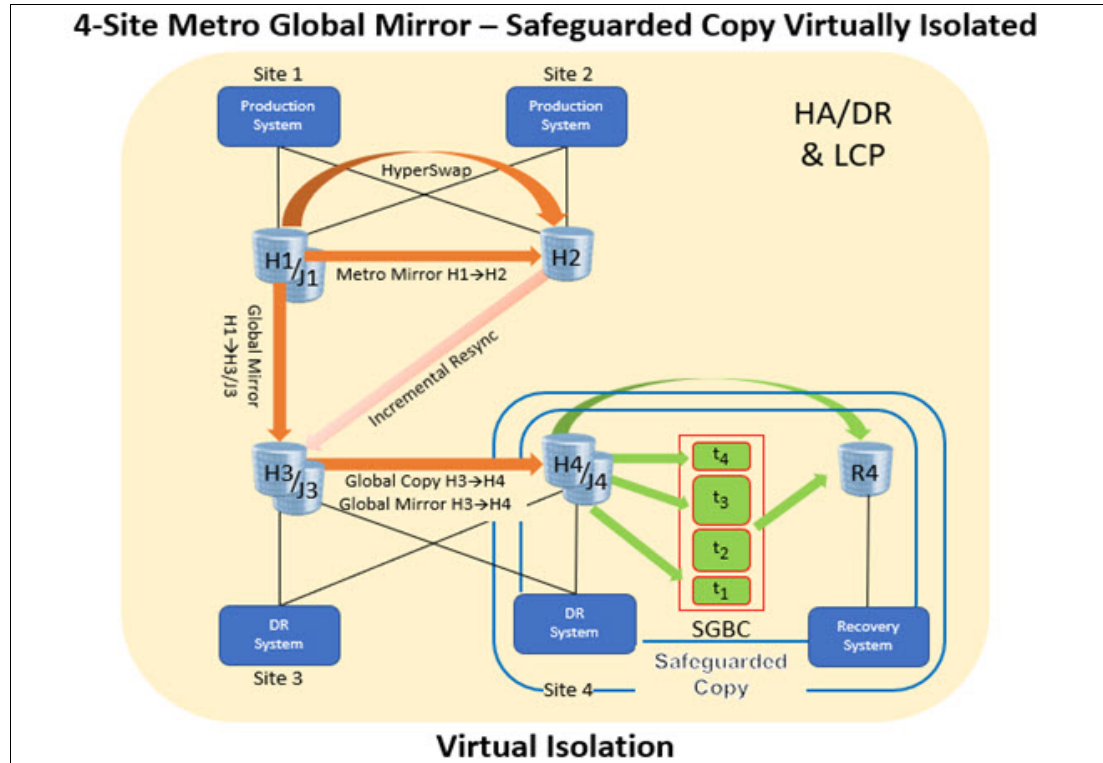 4-Site Metro Global Mirror – Safeguarded Copy Virtually Isolated
Site 1
Site 2
Production
System
Production
System
HA/DR
& LCP
HyperSwap
H1/J1
H2
Metro Mirror H1→H2
Global Mirror
H1→H3/J3
Incremental Resync
H3/J3
H4/J4
t4
t3
t2
t1
R4
Global Copy H3→H4
Global Mirror H3→H4
DR
System
DR
System
SGBC
Recovery
System
Safeguarded
Copy
Site 3
Site 4
Virtual Isolation